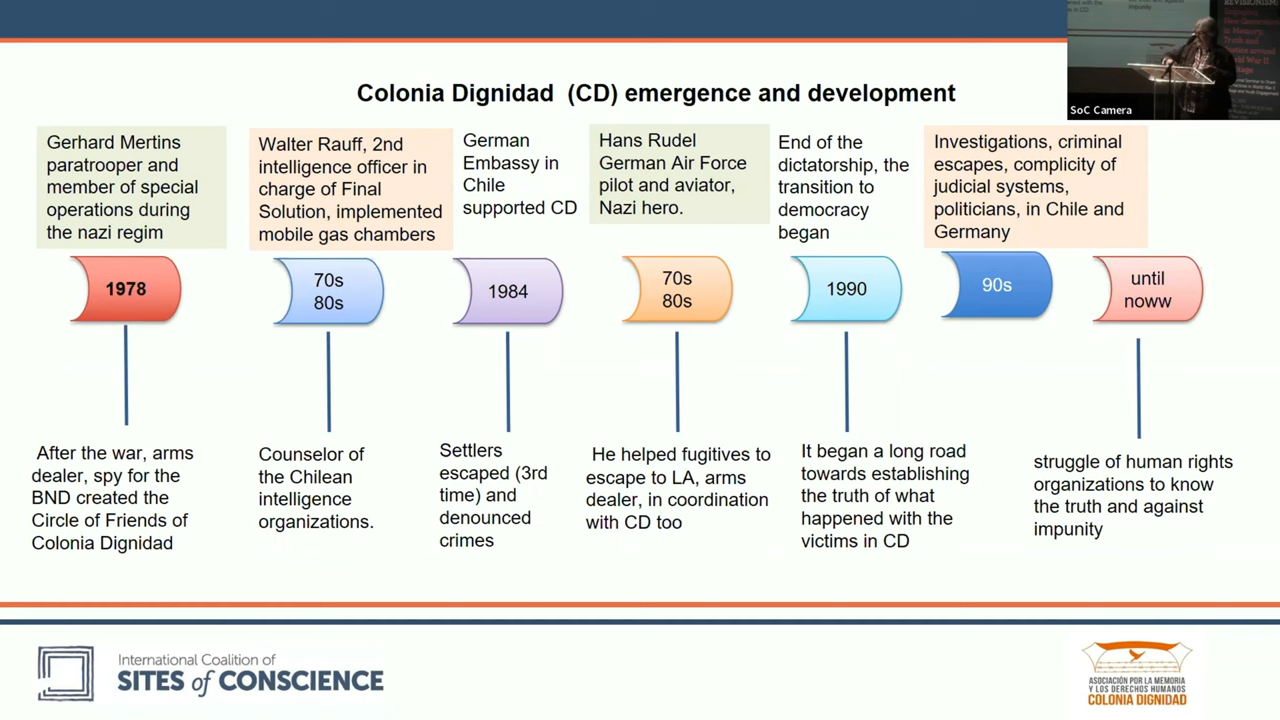 Colonia Dignidad (CD) emergence and development
Gerhard Mertins
paratrooper and
member of special
operations during
the nazi regim
1978
After the war, arms
dealer, spy for the
BND created the
Circle of Friends of
Colonia Dignidad
Walter Rauff, 2nd
intelligence officer in
charge of Final
Solution, implemented
mobile gas chambers
70s
80s
Counselor of
the Chilean
intelligence
organizations.
German
Embassy in
Chile
supported CD
1984
Settlers
escaped (3rd
time) and
denounced
crimes
Hans Rudel
German Air Force
pilot and aviator,
Nazi hero.
70s
80s
He helped fugitives to
escape to LA, arms
dealer, in coordination
with CD too
End of the
dictatorship, the
transition to
democracy
began
1990
It began a long road
towards establishing
the truth of what
happened with the
victims in CD
Investigations, criminal
escapes, complicity of
judicial systems,
politicians, in Chile and
Germany
90s
until
noww
struggle of human rights
organizations to know
the truth and against
impunity
SoC Camera
International Coalition of
SITES of CONSCIENCE
ASOCIACIÓN POR LA MEMORIA
Y LOS DERECHOS HUMANOS
COLONIA DIGNIDAD